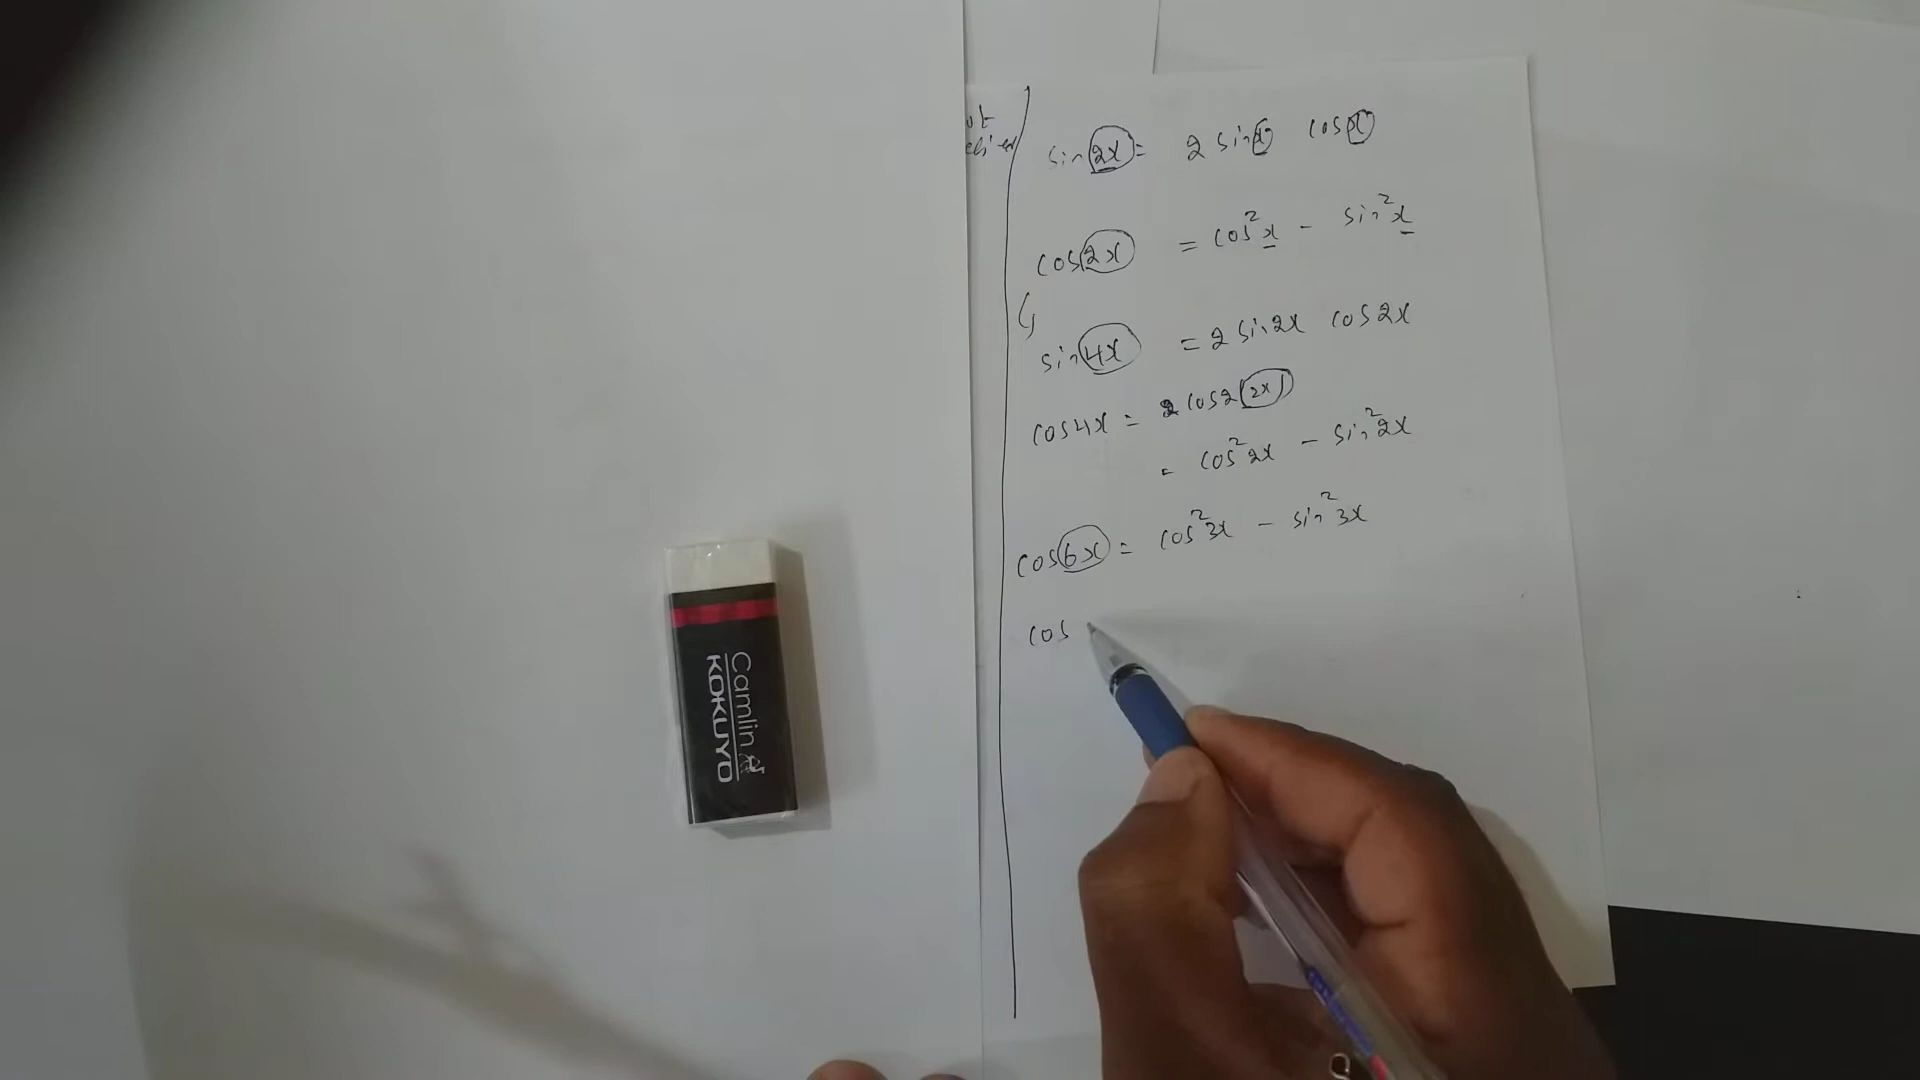 sin2x = 2 sinx cosx
cos2x = cos²x - sin²x
sin4x = 2 sin2x cos2x
cos4x = 2 cos2(2x)
= cos²2x - sin²2x
cos6x = cos²3x - sin²3x
cos
Camlin
KOKUYO